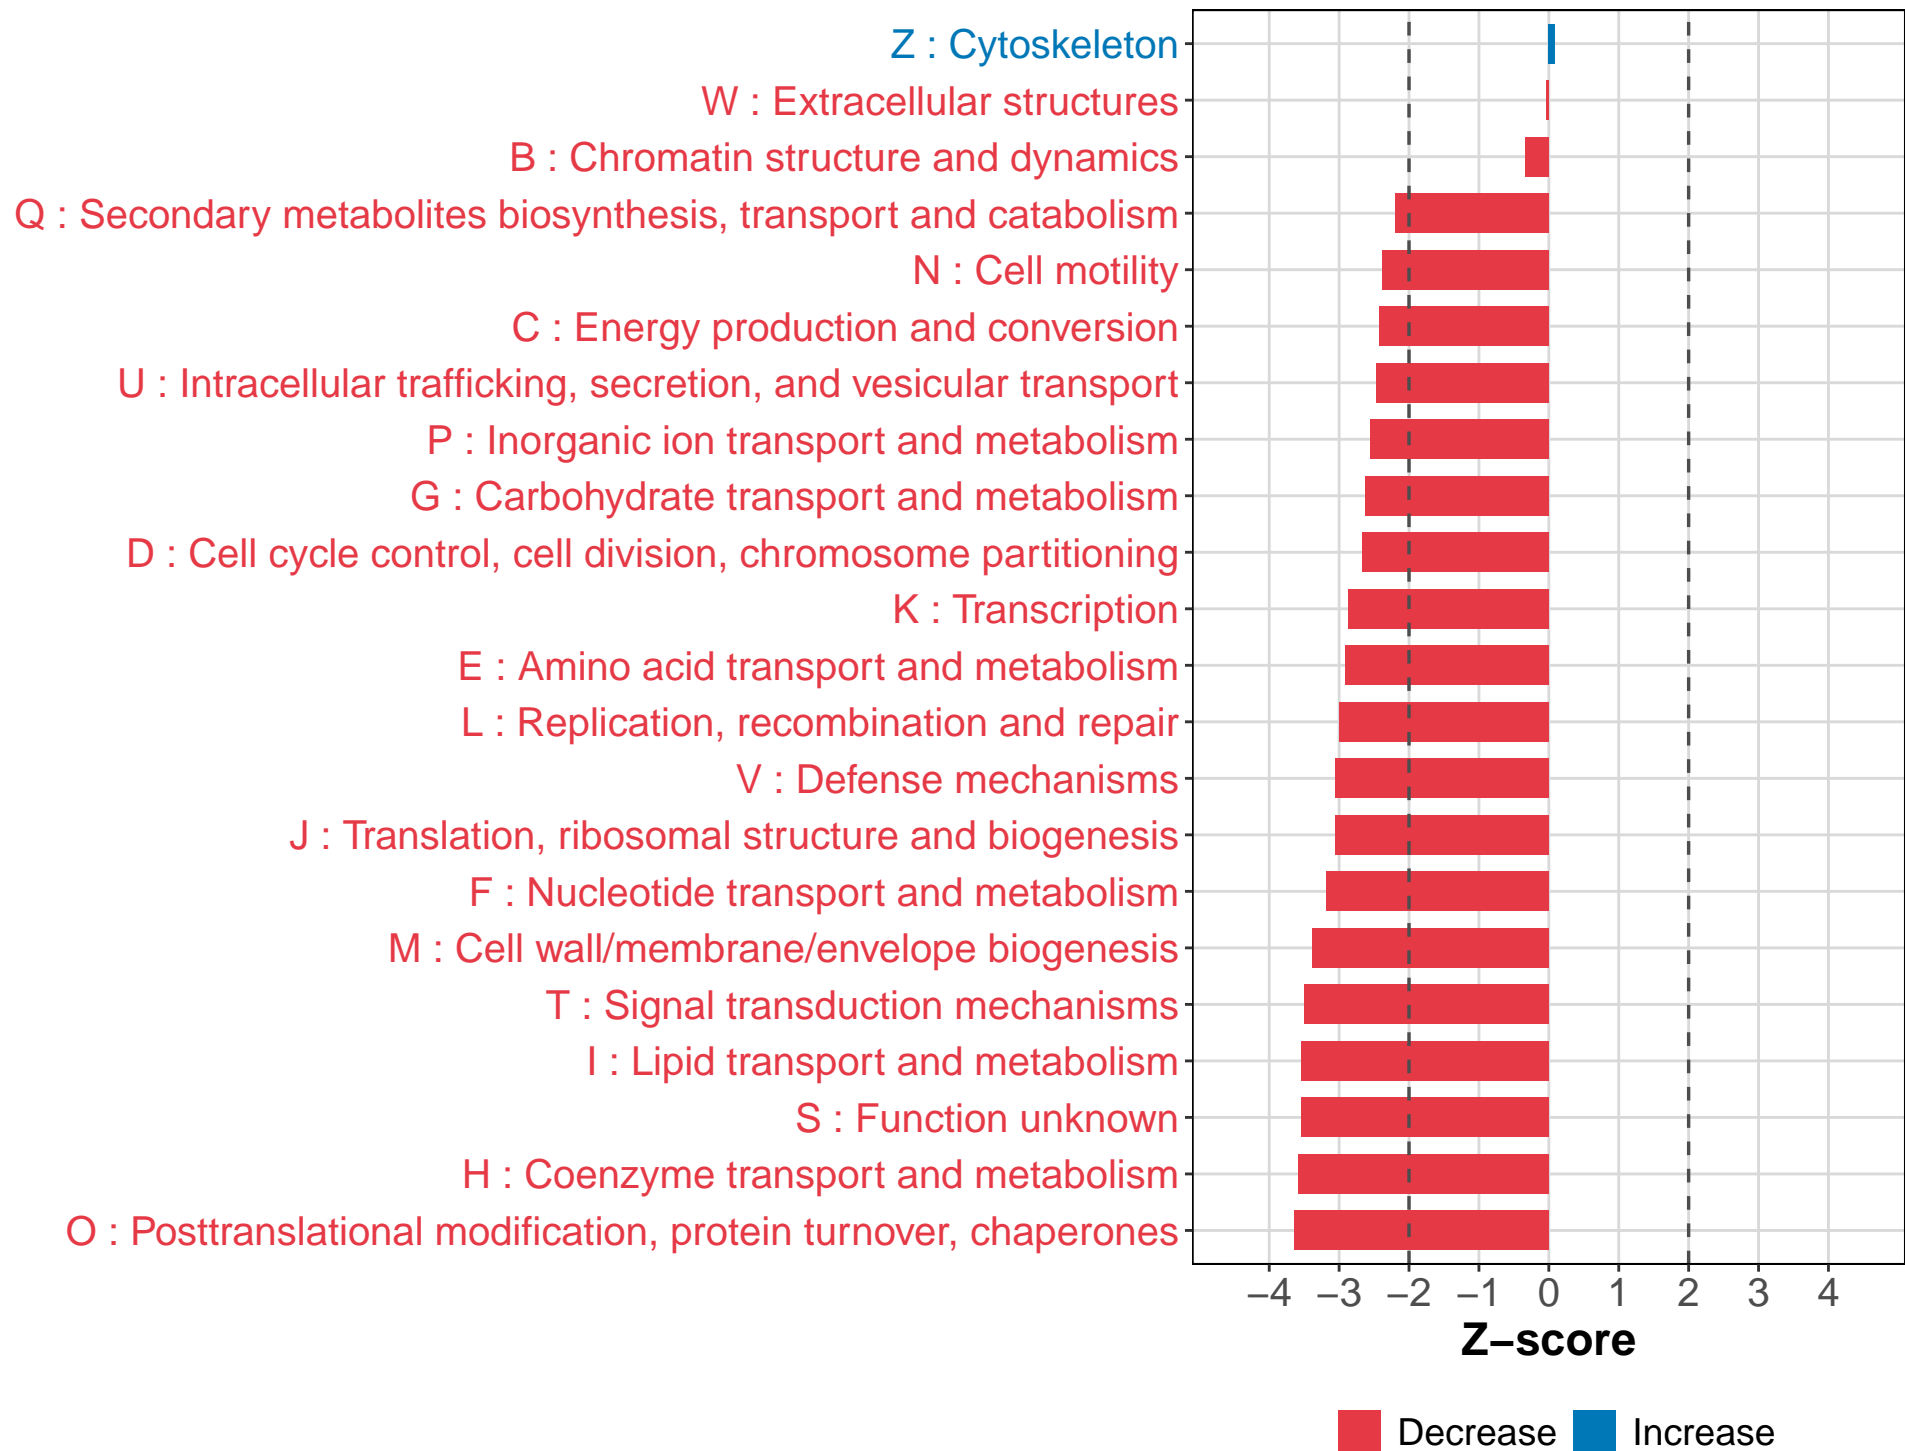 Z : Cytoskeleton
W : Extracellular structures
B : Chromatin structure and dynamics
Q : Secondary metabolites biosynthesis, transport and catabolism
N : Cell motility
C : Energy production and conversion
U : Intracellular trafficking, secretion, and vesicular transport
P : Inorganic ion transport and metabolism
G : Carbohydrate transport and metabolism
D : Cell cycle control, cell division, chromosome partitioning
K : Transcription
E : Amino acid transport and metabolism
L : Replication, recombination and repair
V : Defense mechanisms
J : Translation, ribosomal structure and biogenesis
F : Nucleotide transport and metabolism
M : Cell wall/membrane/envelope biogenesis
T : Signal transduction mechanisms
I : Lipid transport and metabolism
S : Function unknown
H : Coenzyme transport and metabolism
O : Posttranslational modification, protein turnover, chaperones
−4 −3 −2 −1 0 1 2 3 4
Z−score
Decrease Increase